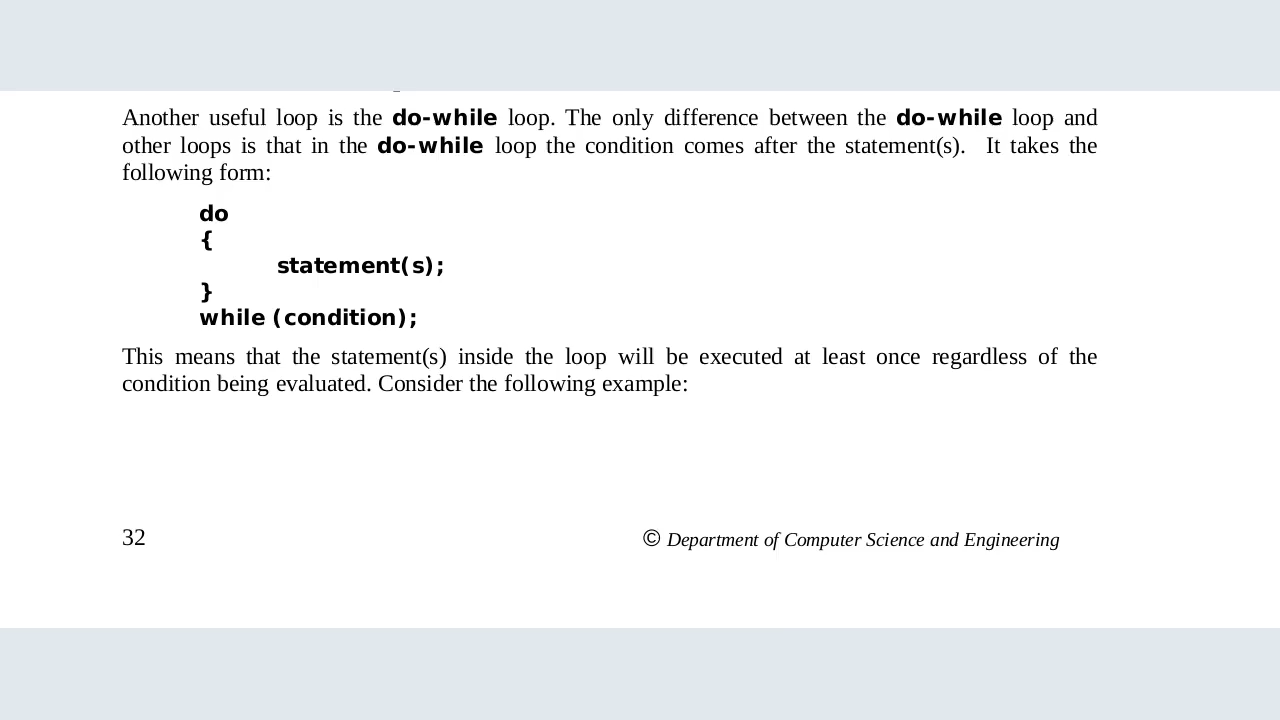 Another useful loop is the do-while loop. The only difference between the do-while loop and
other loops is that in the do-while loop the condition comes after the statement(s). It takes the
following form:
do
{
statement(s);
}
while (condition);
This means that the statement(s) inside the loop will be executed at least once regardless of the
condition being evaluated. Consider the following example:
32
© Department of Computer Science and Engineering